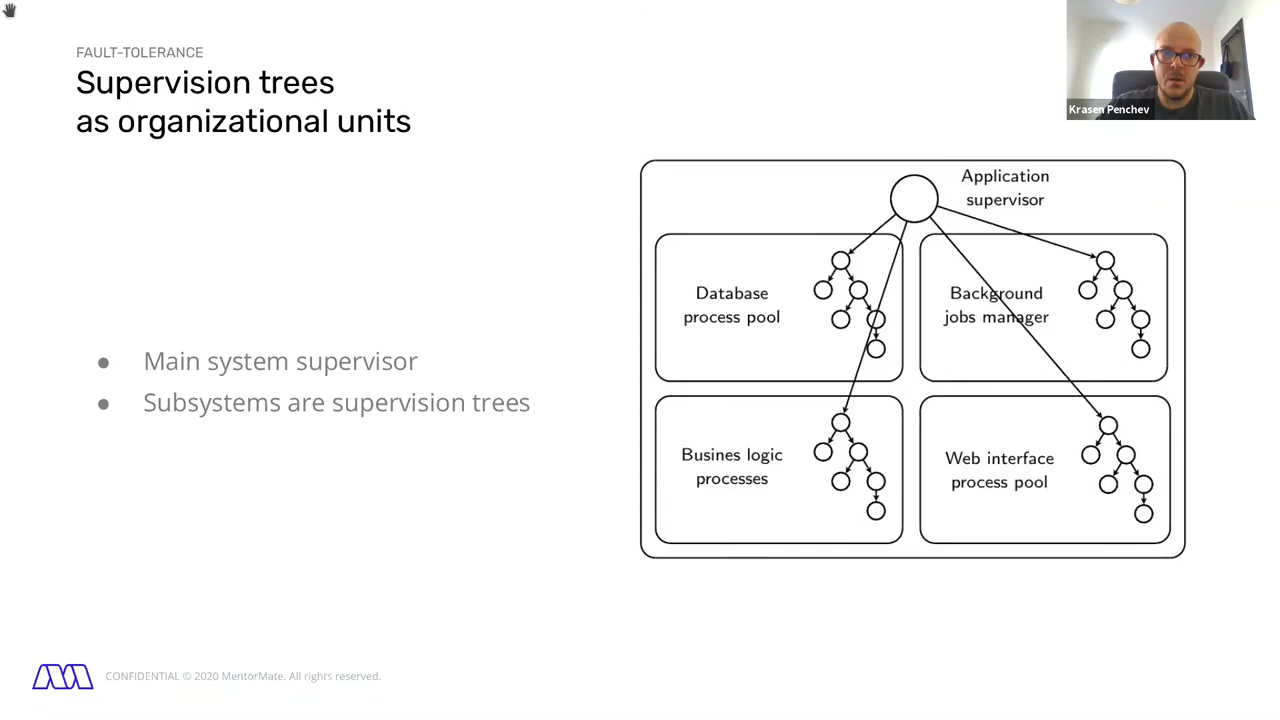 FAULT-TOLERANCE
Supervision trees
as organizational units
Krasen Penchev
Application
supervisor
Database
process pool
Background
jobs manager
● Main system supervisor
● Subsystems are supervision trees
Busines logic
processes
Web interface
process pool
CONFIDENTIAL © 2020 MentorMate. All rights reserved.